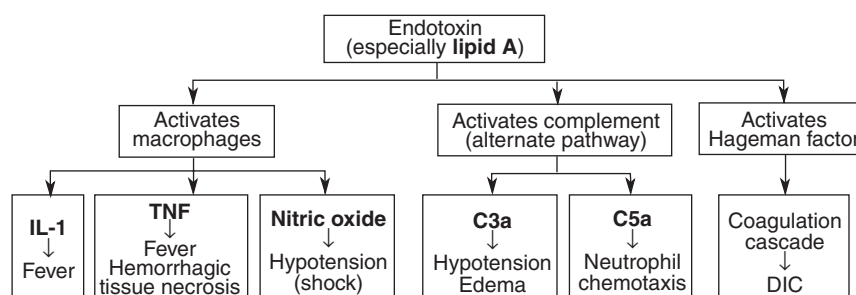 Endotoxin
(especially lipid A)
Activates
macrophages
Activates complement
(alternate pathway)
Activates
Hageman factor
IL-1
↓
Fever
TNF
↓
Fever
Hemorrhagic
tissue necrosis
Nitric oxide
↓
Hypotension
(shock)
C3a
↓
Hypotension
Edema
C5a
↓
Neutrophil
chemotaxis
Coagulation
cascade
↓
DIC